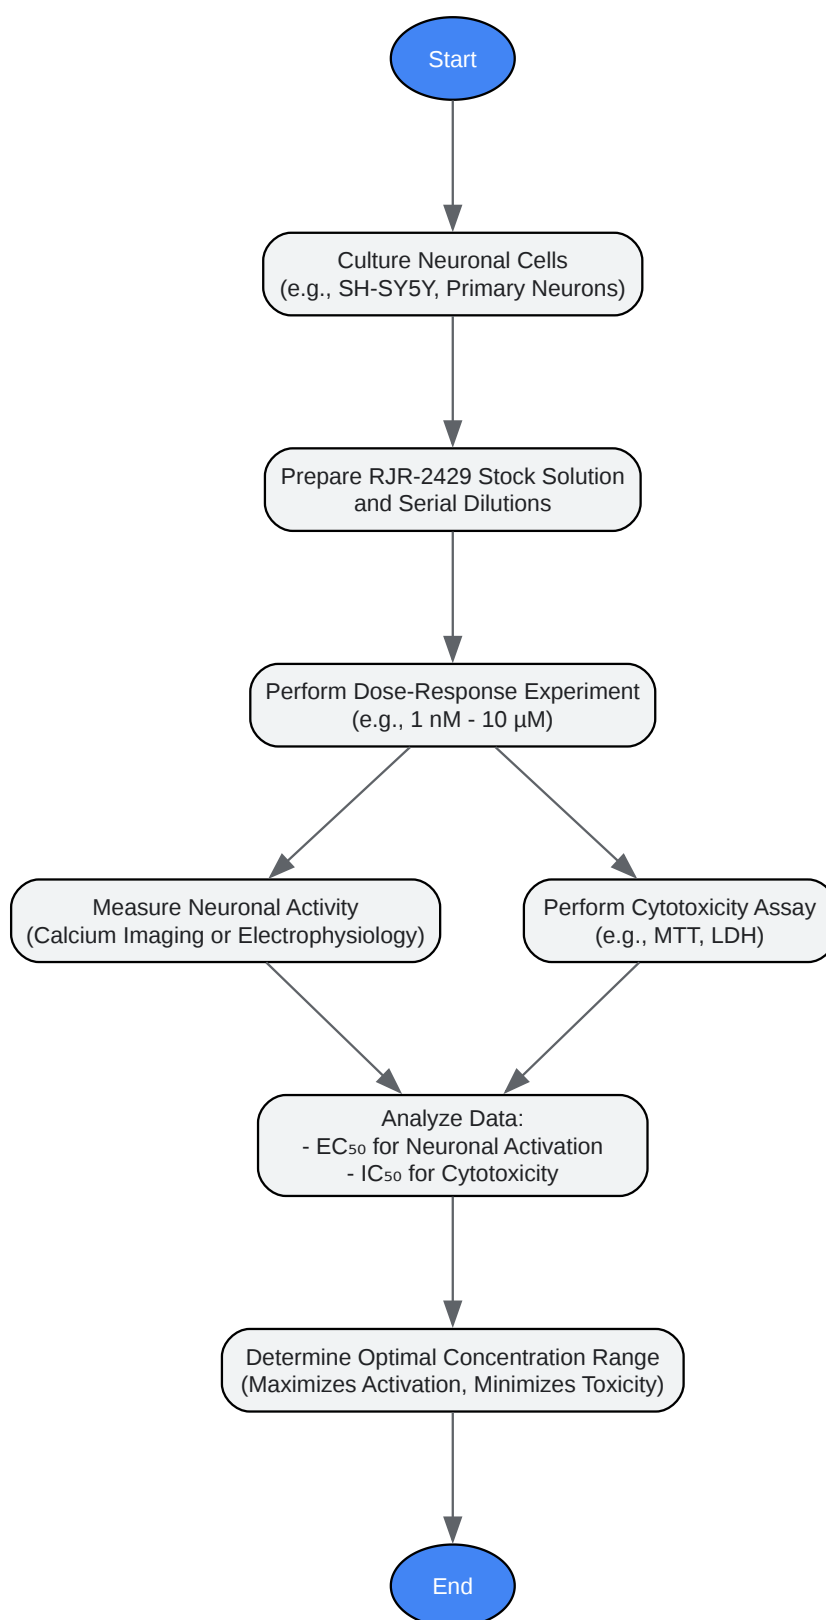 Start
Culture Neuronal Cells
(e.g., SH-SY5Y, Primary Neurons)
Prepare RJR-2429 Stock Solution
and Serial Dilutions
Perform Dose-Response Experiment
(e.g., 1 nM - 10 µM)
Measure Neuronal Activity
(Calcium Imaging or Electrophysiology)
Perform Cytotoxicity Assay
(e.g., MTT, LDH)
Analyze Data:
- EC₅₀ for Neuronal Activation
- IC₅₀ for Cytotoxicity
Determine Optimal Concentration Range
(Maximizes Activation, Minimizes Toxicity)
End